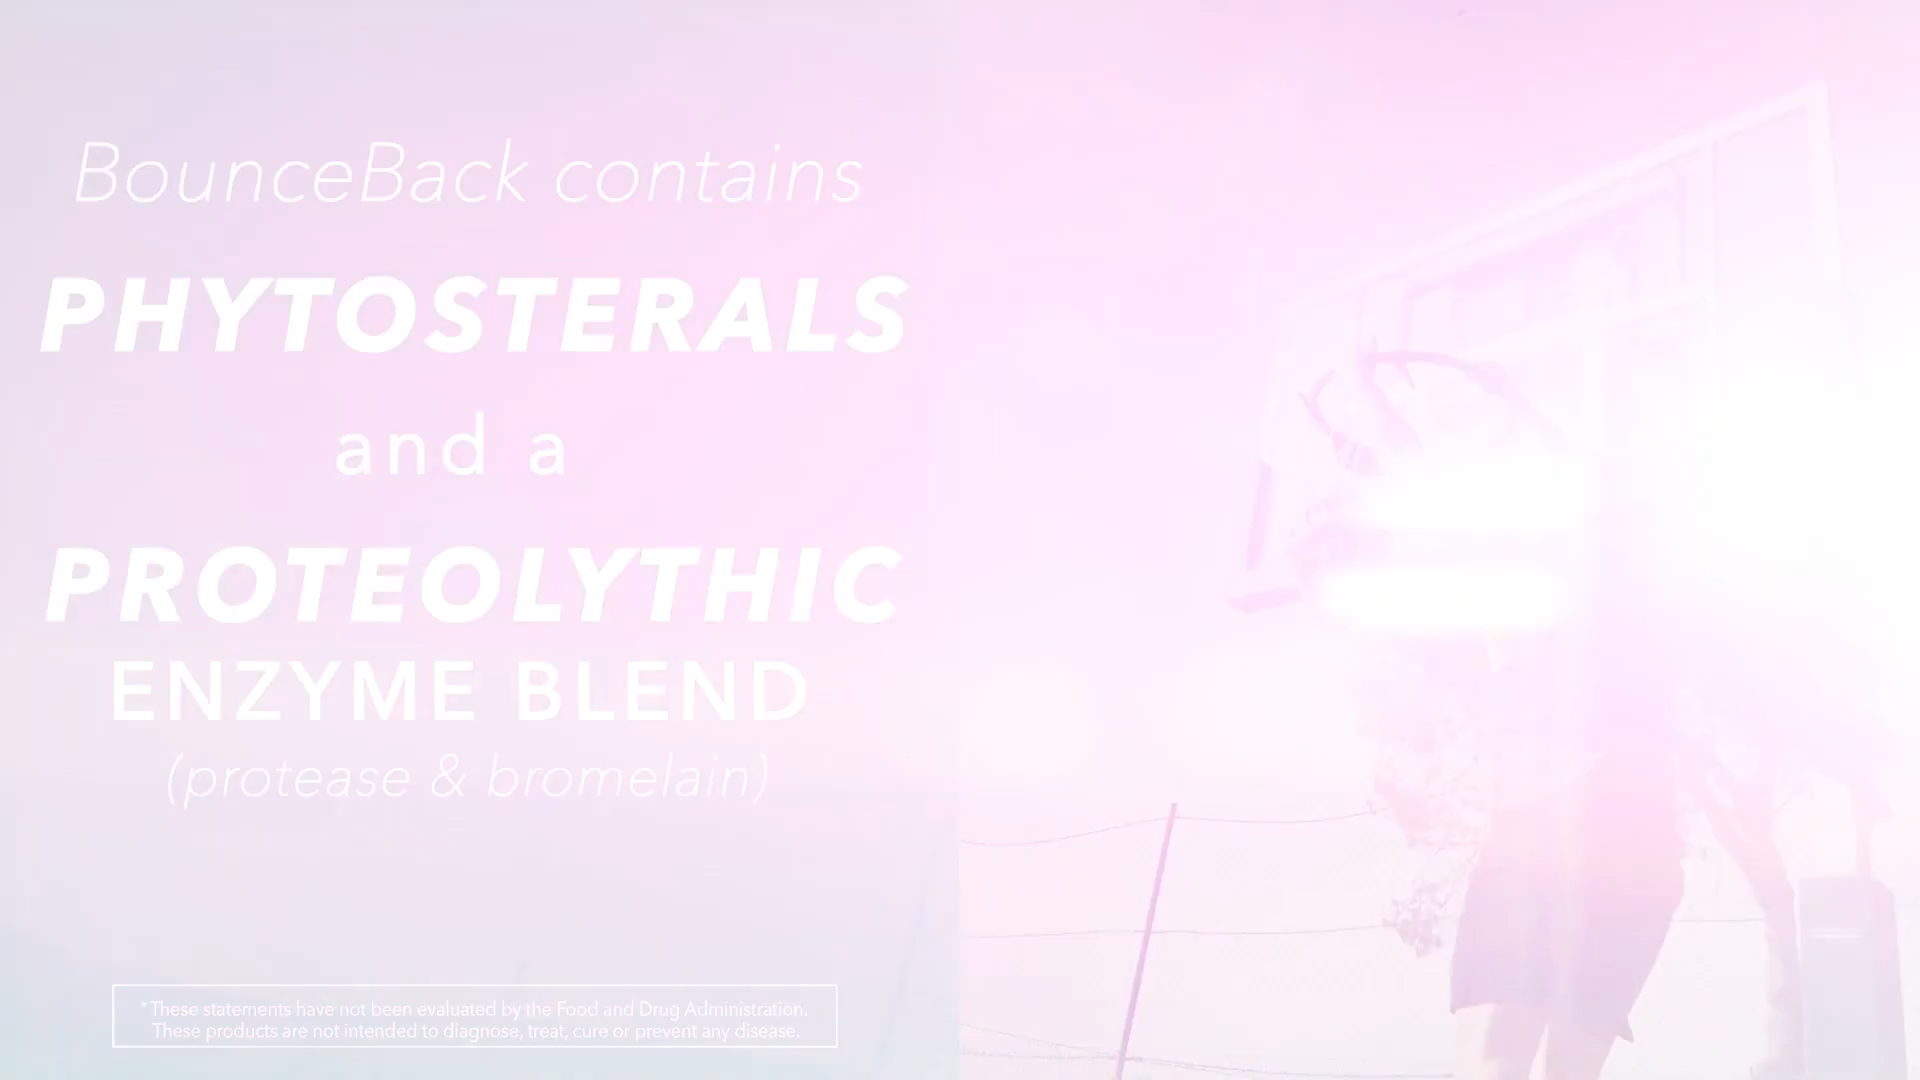 BounceBack contains
PHYTOSTERALS
and a
PROTEOLYTHIC
ENZYME BLEND
(protease & bromelain)
*These statements have not been evaluated by the Food and Drug Administration.
These products are not intended to diagnose, treat, cure or prevent any disease.